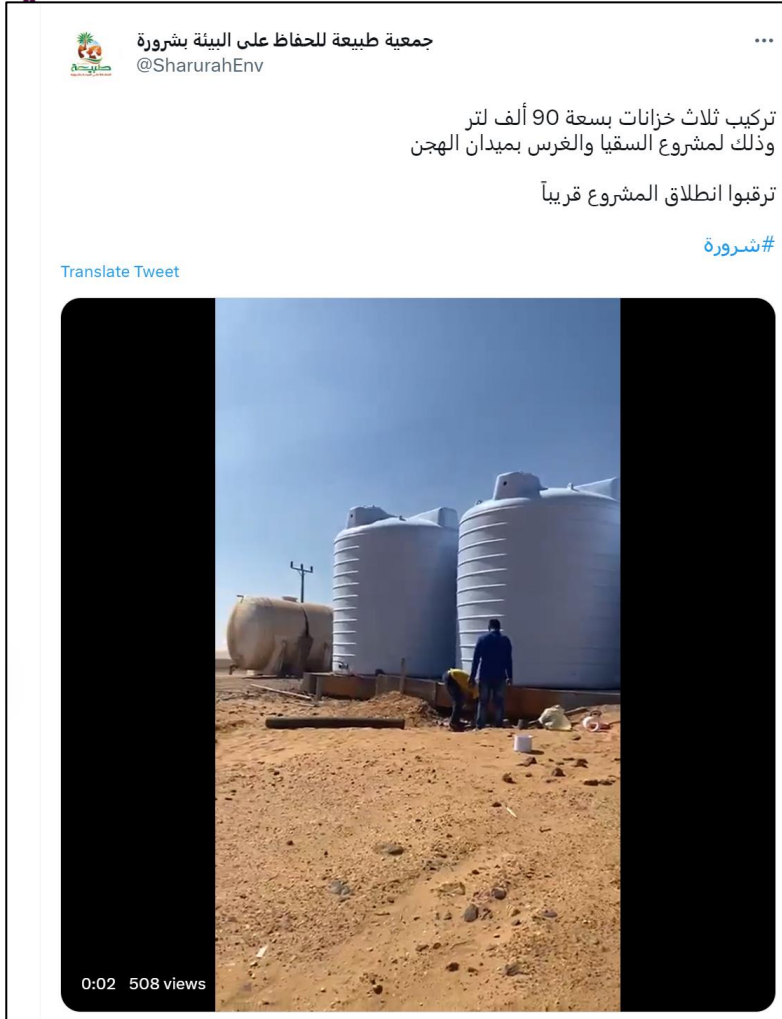 جمعية طبيعة للحفاظ على البيئة بشرورة
@SharurahEnv
تركيب ثلاث خزانات بسعة 90 ألف لتر
وذلك لمشروع السقيا والغرس بميدان الهجن
ترقبوا انطلاق المشروع قريباً
#شرورة
Translate Tweet
0:02 508 views
طبيعة